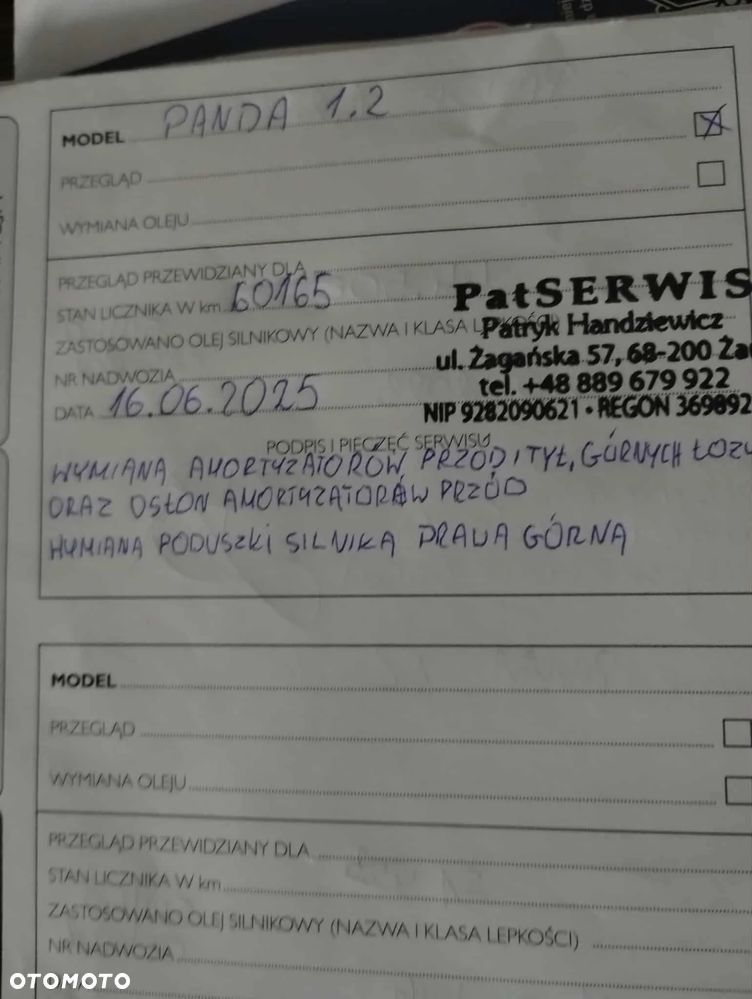 MODEL PANDA 1.2
PRZEGLĄD
WYMIANA OLEJU
PRZEGLĄD PRZEWIDZIANY DLA
STAN LICZNIKA W km 60165
ZASTOSOWANO OLEJ SILNIKOWY (NAZWA I KLASA
NR NADWOZIA
DATA 16.06.2025
PatSERWIS
Patryk Handziewicz
ul. Żagańska 57, 68-200 Ża
tel. +48 889 679 922
NIP 9282090621 • REGON 369892
PODPIS I PIECZĘĆ SERWISU
WYMIANA AMORTYZATORÓW PRZÓD I TYŁ, GÓRNYCH ŁOŻY
ORAZ OSŁON AMORTYZATORÓW PRZÓD
WYMIANA PODUSZKI SILNIKA PRAWA GÓRNA
MODEL
PRZEGLĄD
WYMIANA OLEJU
PRZEGLĄD PRZEWIDZIANY DLA
STAN LICZNIKA W km
ZASTOSOWANO OLEJ SILNIKOWY (NAZWA I KLASA LEPKOŚCI)
NR NADWOZIA
OTOMOTO